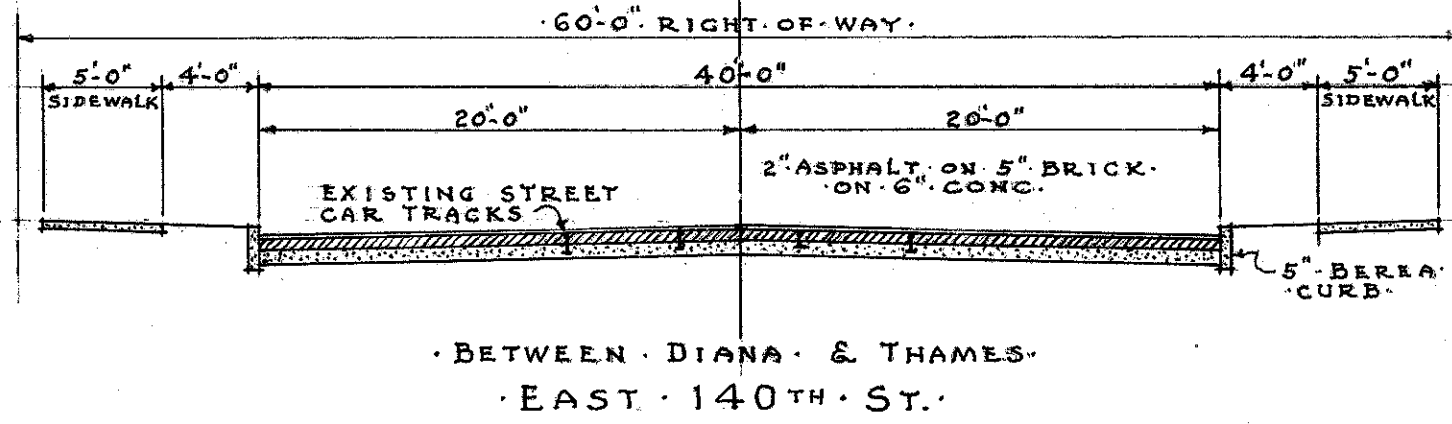 ·60'-0" RIGHT·OF·WAY·
5'-0" 4'-0" 40'-0" 4'-0" 5'-0"
SIDEWALK SIDEWALK
20'-0" 20'-0"
2" ASPHALT· ON· 5" BRICK·
·ON· 6" CONC.
EXISTING STREET
CAR TRACKS
5" BEREA·
·CURB·
·BETWEEN· DIANA· & THAMES·
·EAST· 140TH· ST.·